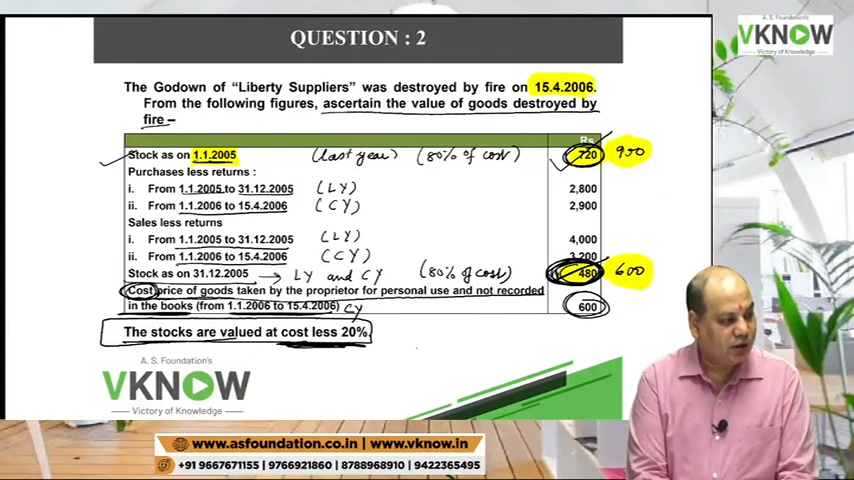 QUESTION : 2
A. S. Foundation's
VKNOW
Victory of Knowledge
The Godown of “Liberty Suppliers” was destroyed by fire on 15.4.2006.
From the following figures, ascertain the value of goods destroyed by
fire –
Rs
Stock as on 1.1.2005 (last year) (80% of cost) 720 900
Purchases less returns :
i. From 1.1.2005 to 31.12.2005 (LY) 2,800
ii. From 1.1.2006 to 15.4.2006 (CY) 2,900
Sales less returns
i. From 1.1.2005 to 31.12.2005 (LY) 4,000
ii. From 1.1.2006 to 15.4.2006 (CY) 3,200
Stock as on 31.12.2005 → LY and CY (80% of cost) 480 600
Cost price of goods taken by the proprietor for personal use and not recorded
in the books (from 1.1.2006 to 15.4.2006) CY 600
The stocks are valued at cost less 20%.
A. S. Foundation's
VKNOW
Victory of Knowledge
www.asfoundation.co.in | www.vknow.in
+91 9667671155 | 9766921860 | 8788968910 | 9422365495